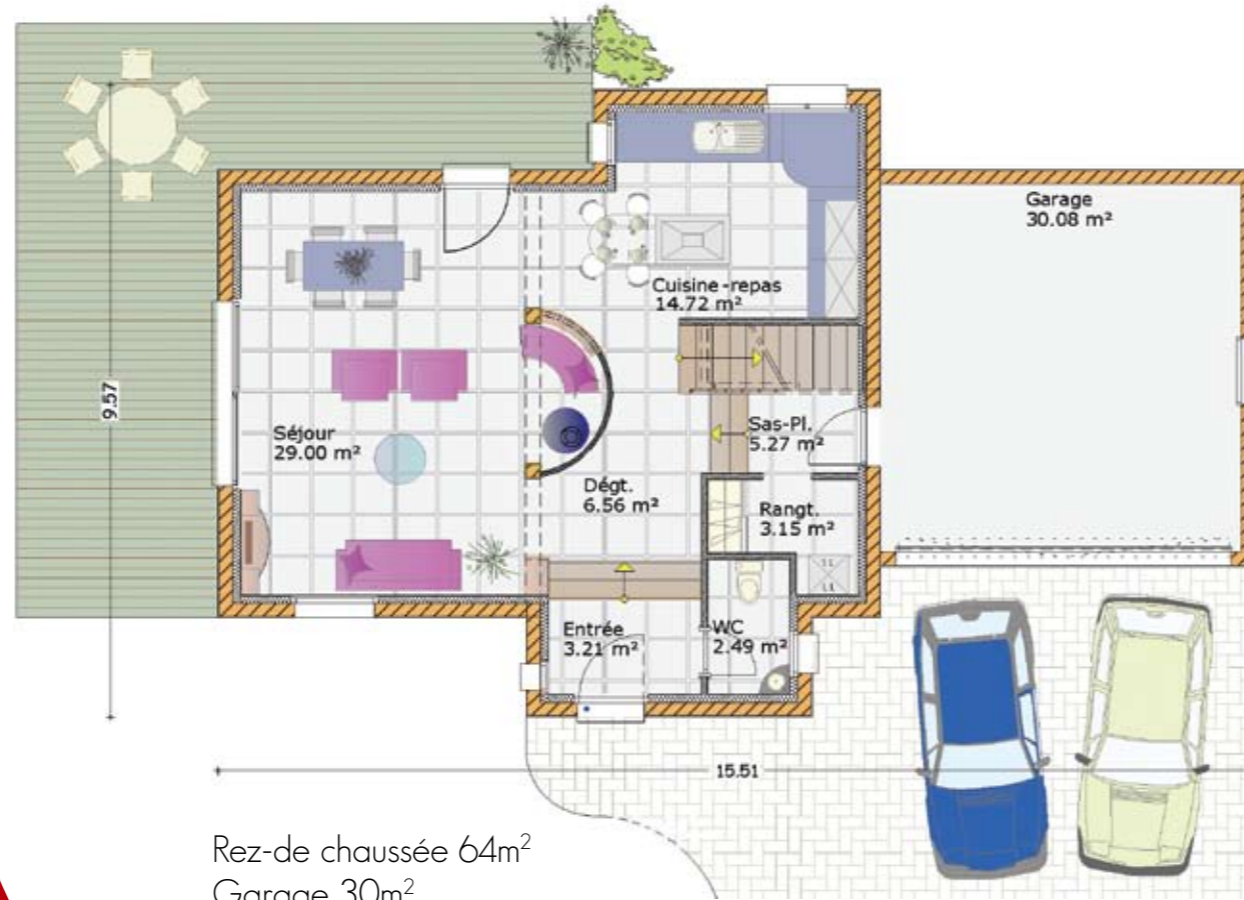 Garage
30.08 m²
Cuisine-repas
14.72 m²
9.57
Séjour
29.00 m²
Sas-Pl.
5.27 m²
Dégt.
6.56 m²
Rangt.
3.15 m²
Entrée
3.21 m²
WC
2.49 m²
15.51
Rez-de chaussée 64m²
Garage 30m²